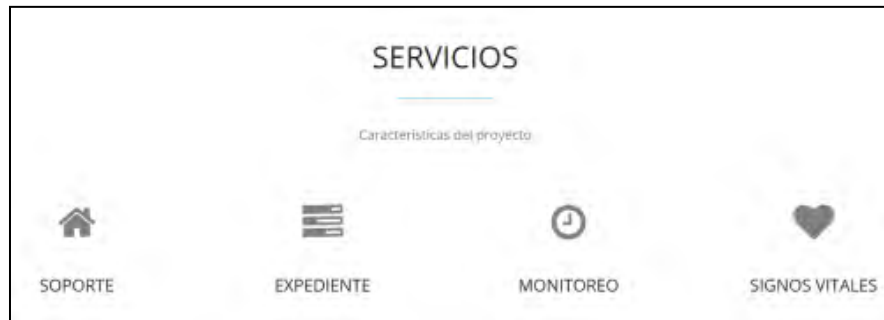 SERVICIOS
Características del proyecto
SOPORTE
EXPEDIENTE
MONITOREO
SIGNOS VITALES